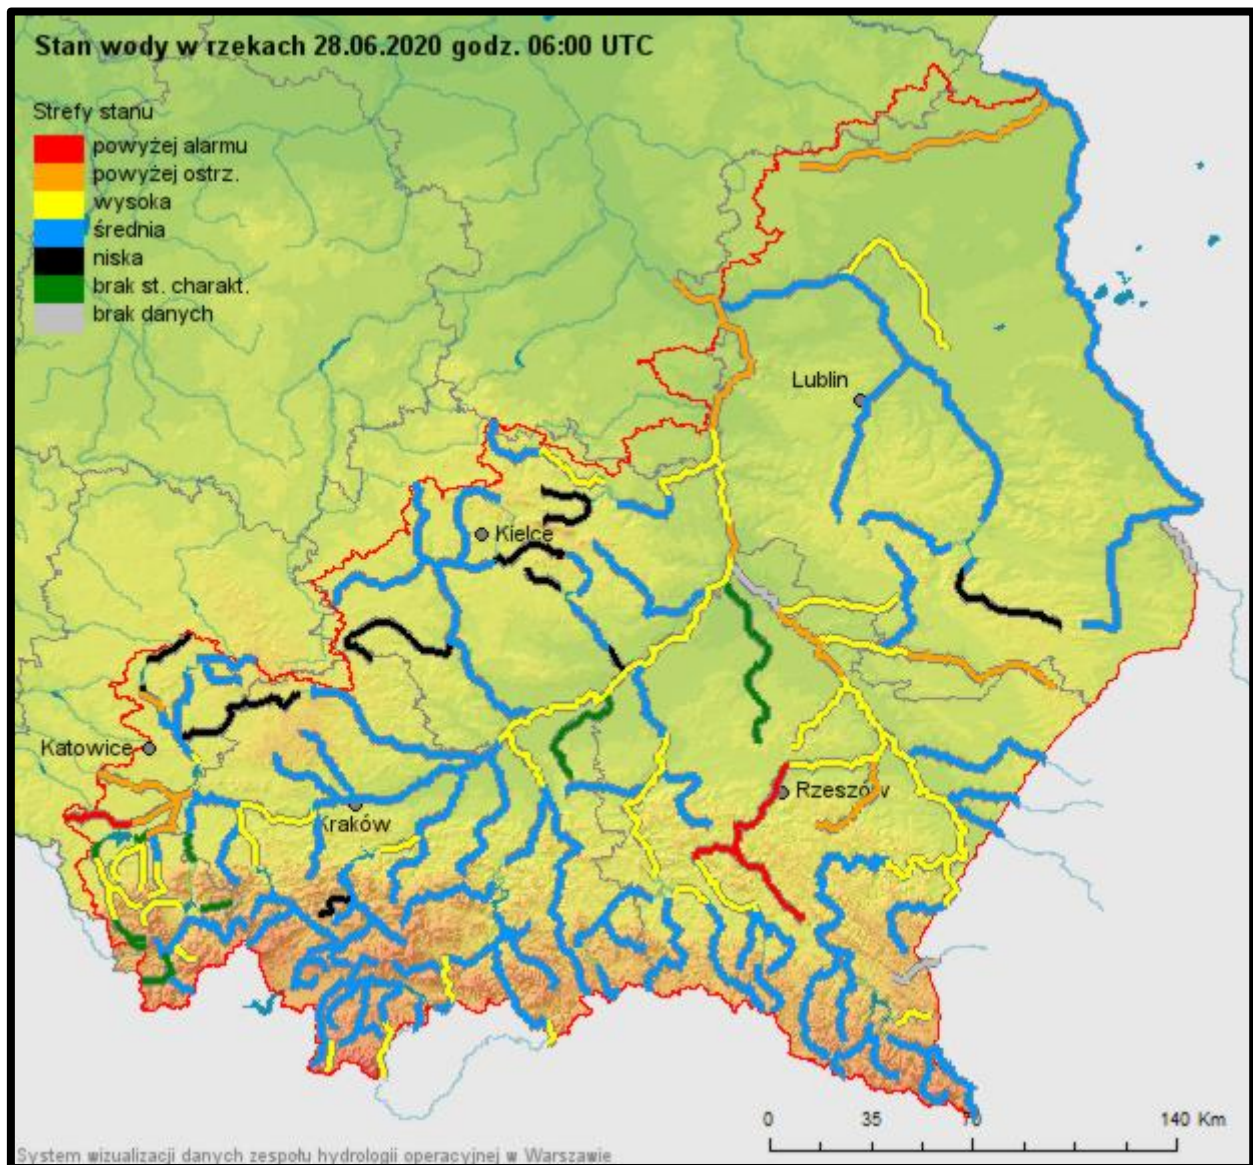 Stan wody w rzekach 28.06.2020 godz. 06:00 UTC
Strefy stanu
powyżej alarmu
powyżej ostrz.
wysoka
średnia
niska
brak st. charakt.
brak danych
Lublin
Kielce
Katowice
Rzeszów
Kraków
0 35 70 140 Km
System wizualizacji danych zespołu hydrologii operacyjnej w Warszawie